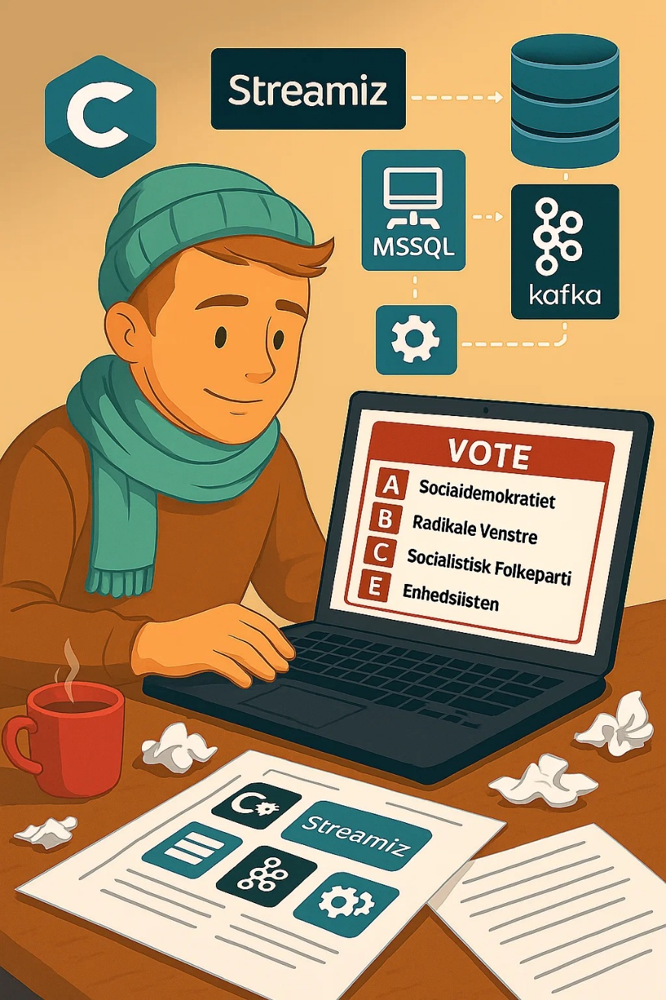 C
Streamiz
MSSQL
kafka
VOTE
A Sociaidemokratiet
B Radikale Venstre
C Socialistisk Folkeparti
E Enhedsiisten
C
Streamiz